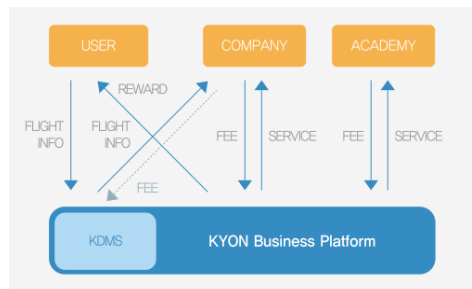 USER
COMPANY
ACADEMY
REWARD
FLIGHT
INFO
FLIGHT
INFO
FEE
SERVICE
FEE
SERVICE
FEE
KDMS
KYON Business Platform